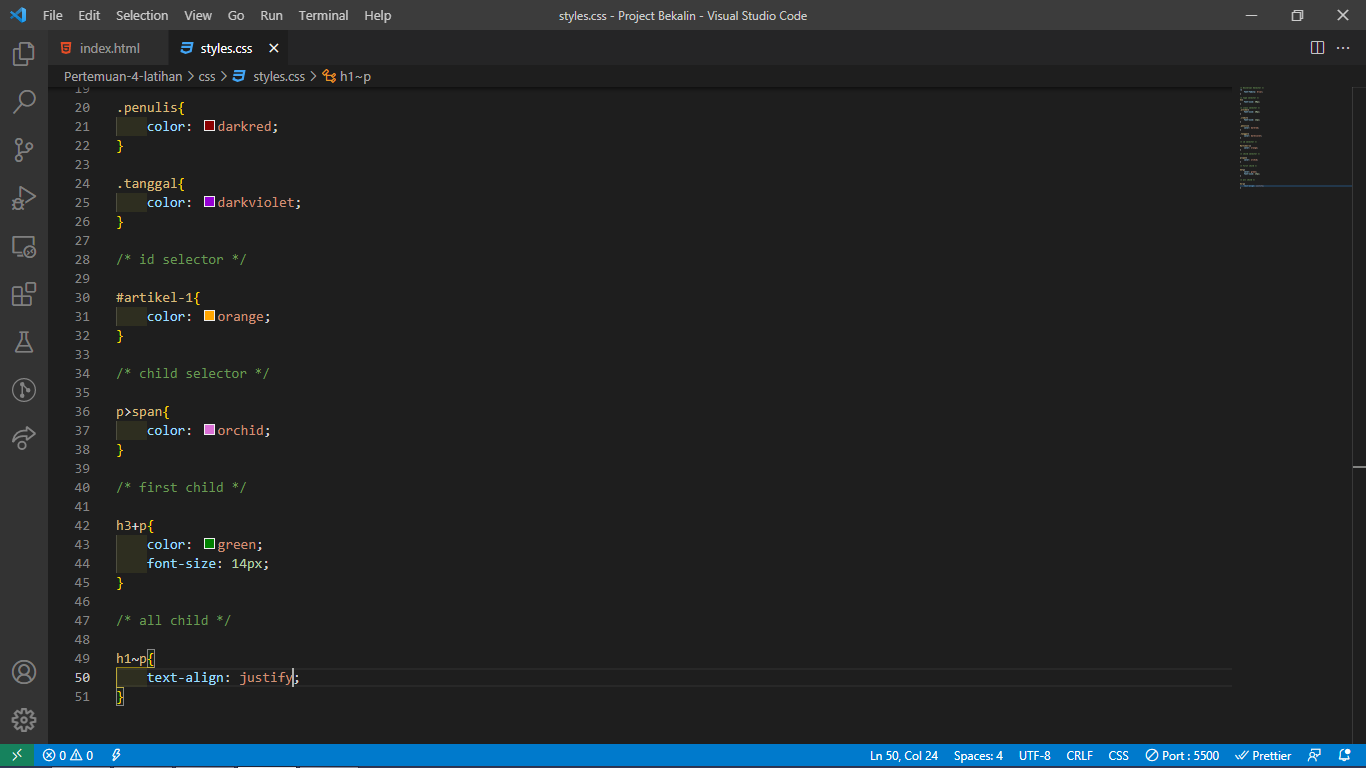 File Edit Selection View Go Run Terminal Help styles.css - Project Bekalin - Visual Studio Code
index.html styles.css
Pertemuan-4-latihan > css > styles.css > h1~p
19
20 .penulis{
21 color: darkred;
22 }
23
24 .tanggal{
25 color: darkviolet;
26 }
27
28 /* id selector */
29
30 #artikel-1{
31 color: orange;
32 }
33
34 /* child selector */
35
36 p>span{
37 color: orchid;
38 }
39
40 /* first child */
41
42 h3+p{
43 color: green;
44 font-size: 14px;
45 }
46
47 /* all child */
48
49 h1~p{
50 text-align: justify;
51 }
0 0 Ln 50, Col 24 Spaces: 4 UTF-8 CRLF CSS Port : 5500 Prettier